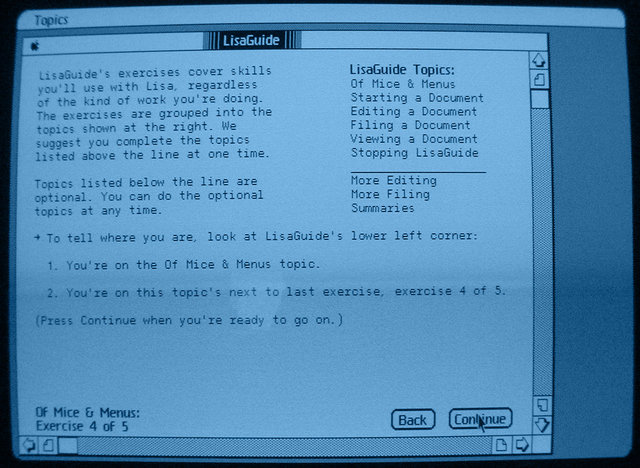 Topics
LisaGuide
LisaGuide's exercises cover skills
you'll use with Lisa, regardless
of the kind of work you're doing.
The exercises are grouped into the
topics shown at the right. We
suggest you complete the topics
listed above the line at one time.
Topics listed below the line are
optional. You can do the optional
topics at any time.
LisaGuide Topics:
Of Mice & Menus
Starting a Document
Editing a Document
Filing a Document
Viewing a Document
Stopping LisaGuide
More Editing
More Filing
Summaries
→ To tell where you are, look at LisaGuide's lower left corner:
1. You're on the Of Mice & Menus topic.
2. You're on this topic's next to last exercise, exercise 4 of 5.
(Press Continue when you're ready to go on.)
Of Mice & Menus:
Exercise 4 of 5
Back
Continue